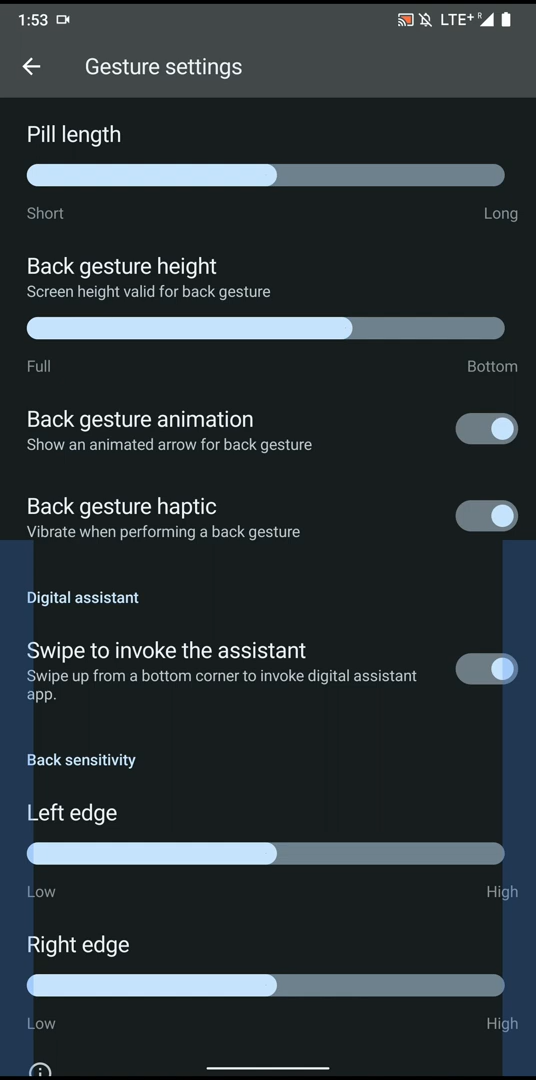 1:53
LTE+ R
Gesture settings
Pill length
Short
Long
Back gesture height
Screen height valid for back gesture
Full
Bottom
Back gesture animation
Show an animated arrow for back gesture
Back gesture haptic
Vibrate when performing a back gesture
Digital assistant
Swipe to invoke the assistant
Swipe up from a bottom corner to invoke digital assistant
app.
Back sensitivity
Left edge
Low
High
Right edge
Low
High